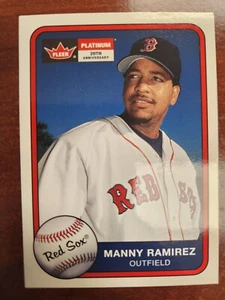 FLEER
PLATINUM
20TH
ANNIVERSARY
B
RED SOX
Red Sox
MANNY RAMIREZ
OUTFIELD